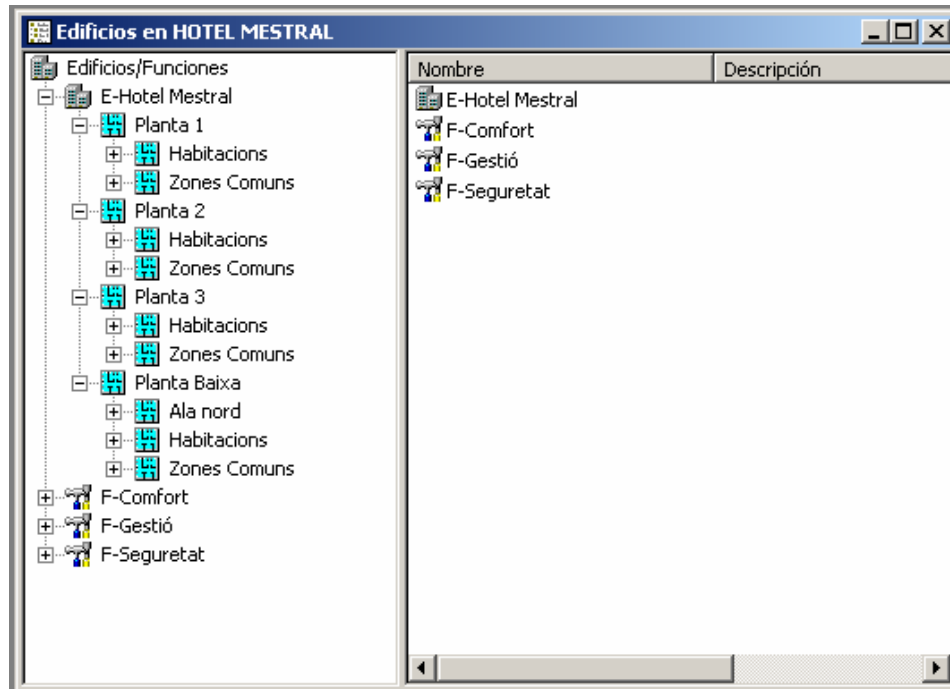 Edificios en HOTEL MESTRAL
Edificios/Funciones
E-Hotel Mestral
Planta 1
Habitacions
Zones Comuns
Planta 2
Habitacions
Zones Comuns
Planta 3
Habitacions
Zones Comuns
Planta Baixa
Ala nord
Habitacions
Zones Comuns
F-Comfort
F-Gestió
F-Seguretat
Nombre Descripción
E-Hotel Mestral
F-Comfort
F-Gestió
F-Seguretat